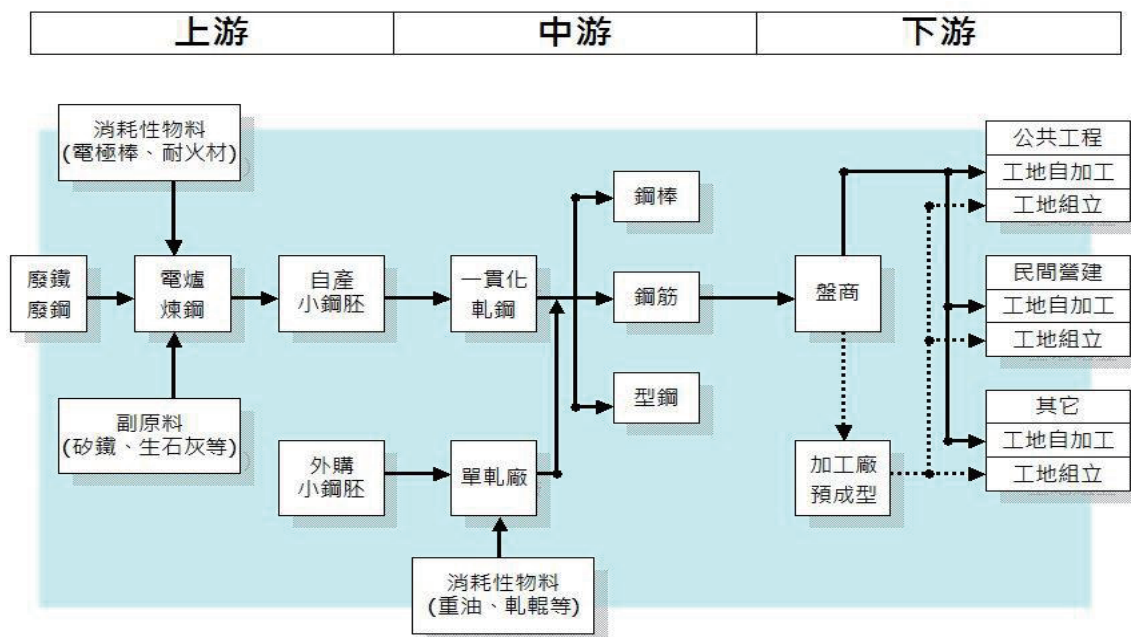 上游
中游
下游
消耗性物料
(電極棒、耐火材)
廢鐵
廢鋼
電爐
煉鋼
自產
小鋼胚
一貫化
軋鋼
鋼棒
鋼筋
型鋼
副原料
(矽鐵、生石灰等)
外購
小鋼胚
單軋廠
消耗性物料
(重油、軋輥等)
盤商
加工廠
預成型
公共工程
工地自加工
工地組立
民間營建
工地自加工
工地組立
其它
工地自加工
工地組立